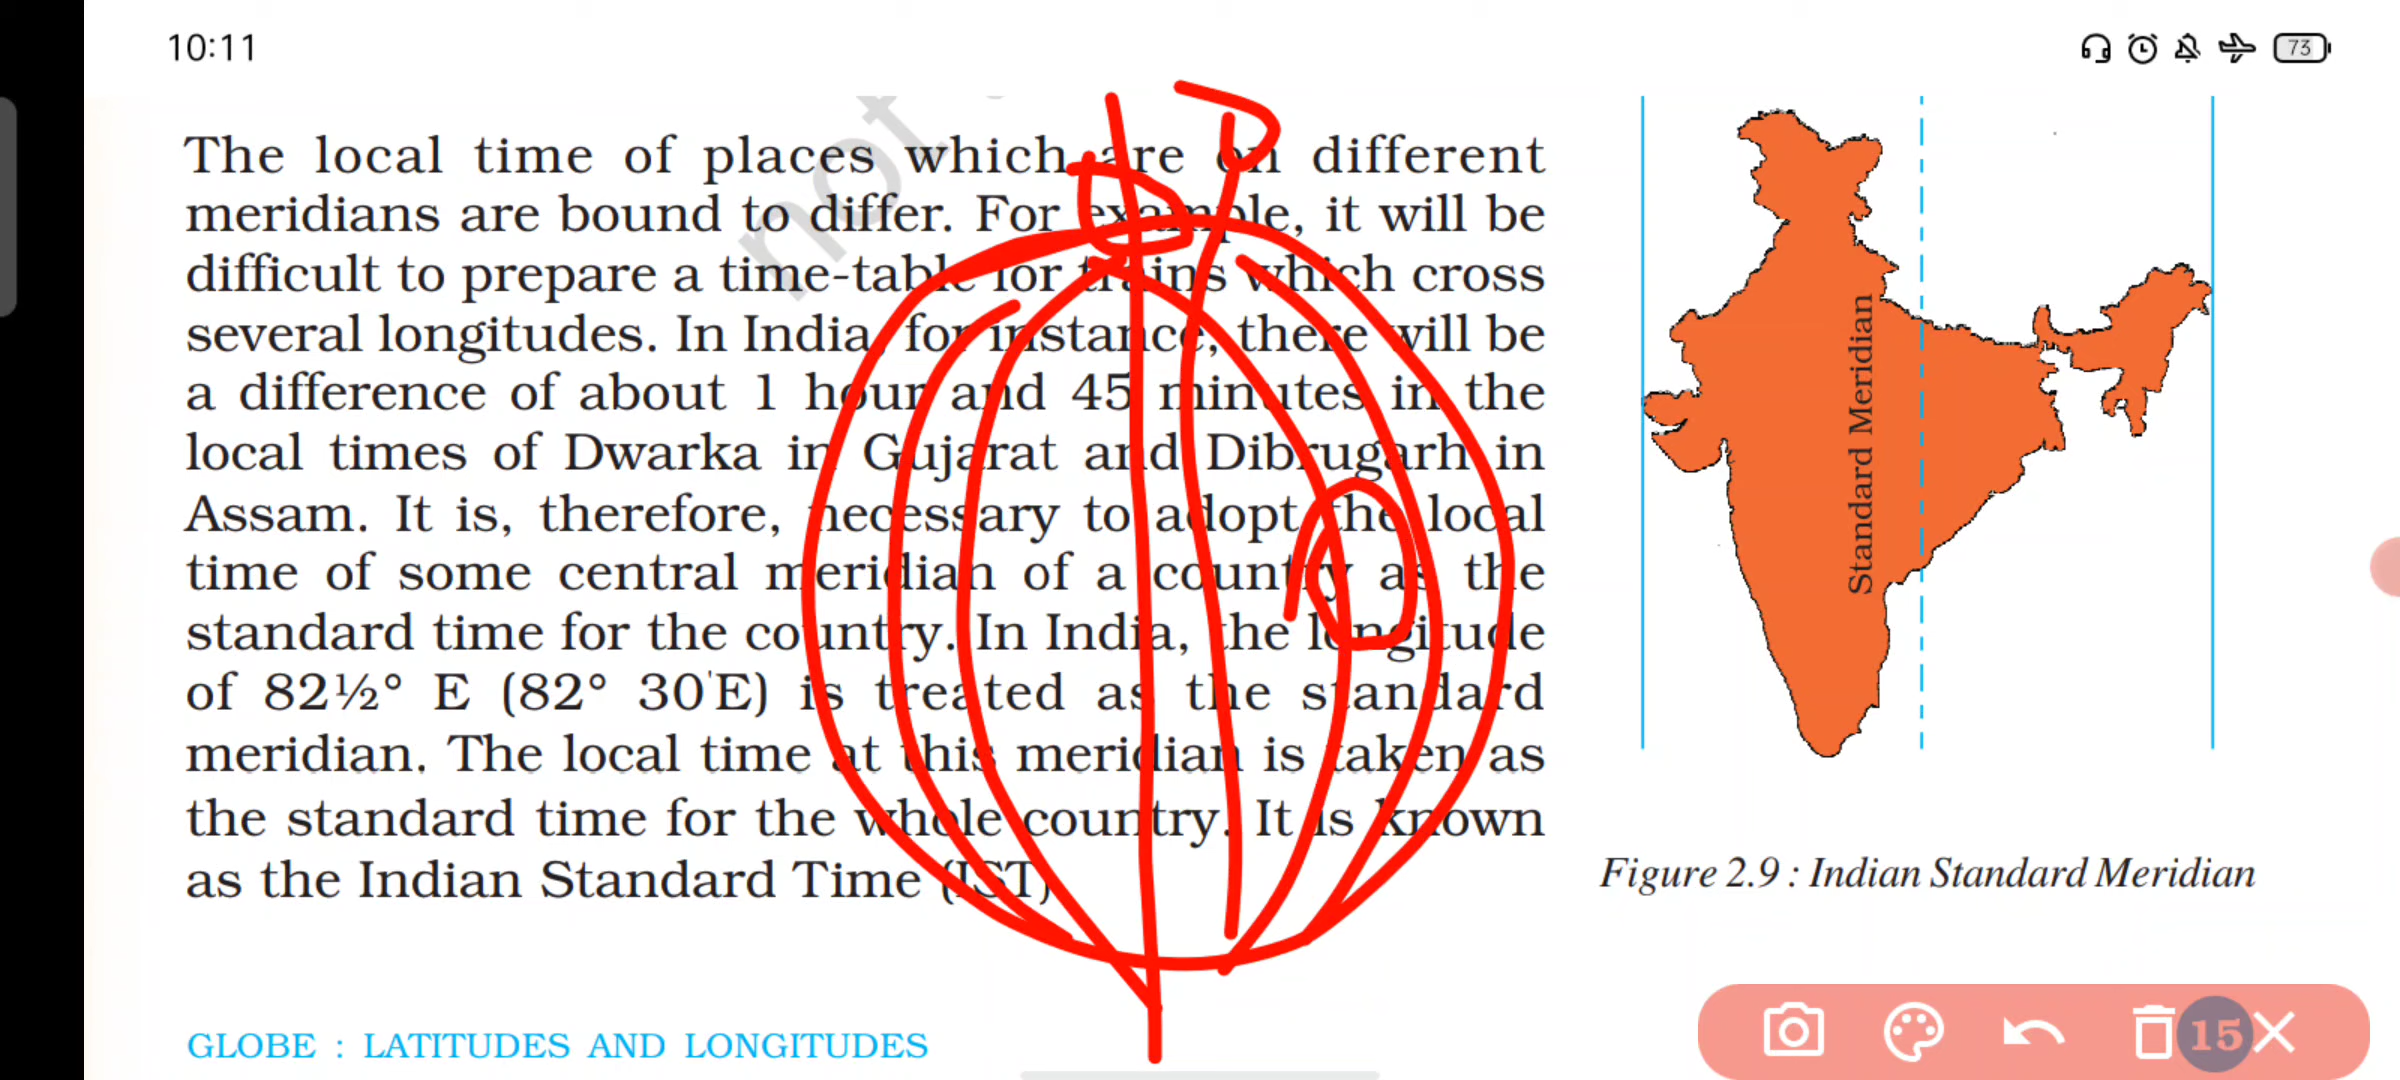 10:11
73
not
The local time of places which are on different
meridians are bound to differ. For example, it will be
difficult to prepare a time-table for trains which cross
several longitudes. In India, for instance, there will be
a difference of about 1 hour and 45 minutes in the
local times of Dwarka in Gujarat and Dibrugarh in
Assam. It is, therefore, necessary to adopt the local
time of some central meridian of a country as the
standard time for the country. In India, the longitude
of 82½° E (82° 30'E) is treated as the standard
meridian. The local time at this meridian is taken as
the standard time for the whole country. It is known
as the Indian Standard Time (IST)
Standard Meridian
Figure 2.9 : Indian Standard Meridian
GLOBE : LATITUDES AND LONGITUDES
15